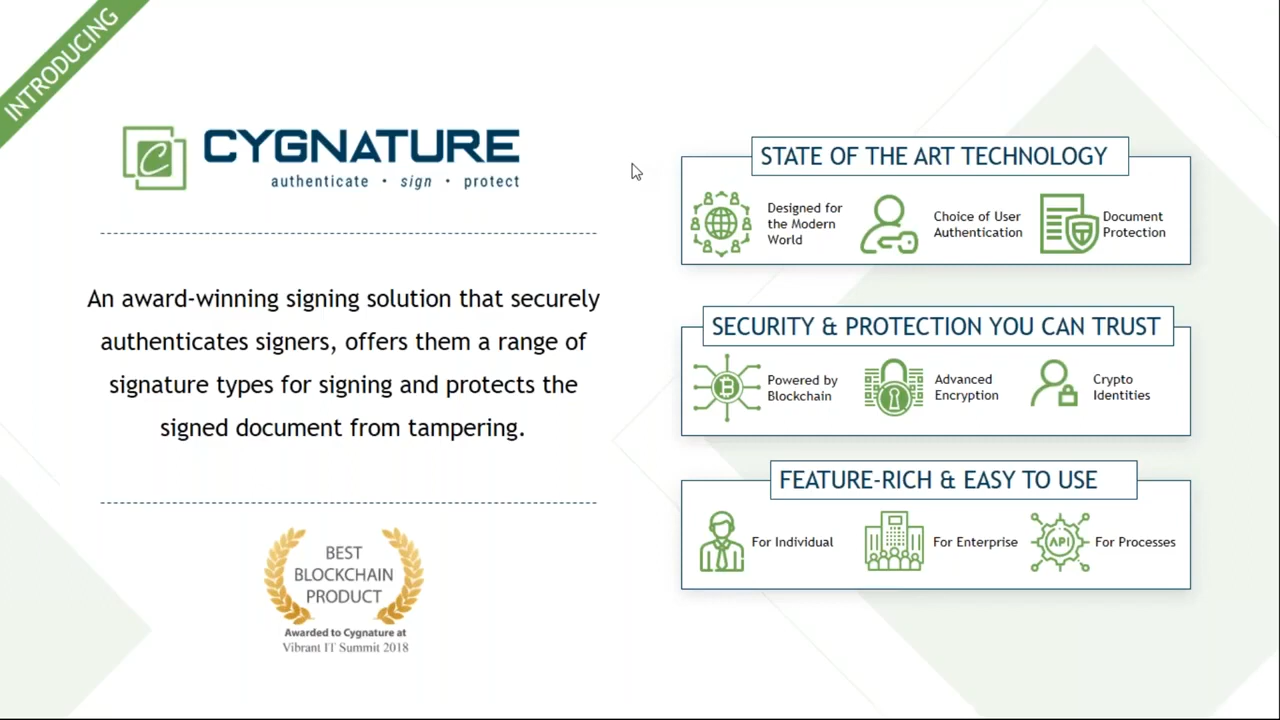 INTRODUCING
C
CYGNATURE
authenticate • sign • protect
An award-winning signing solution that securely
authenticates signers, offers them a range of
signature types for signing and protects the
signed document from tampering.
BEST
BLOCKCHAIN
PRODUCT
Awarded to Cygnature at
Vibrant IT Summit 2018
STATE OF THE ART TECHNOLOGY
Designed for
the Modern
World
Choice of User
Authentication
Document
Protection
SECURITY & PROTECTION YOU CAN TRUST
B
Powered by
Blockchain
Advanced
Encryption
Crypto
Identities
FEATURE-RICH & EASY TO USE
For Individual
For Enterprise
API
For Processes